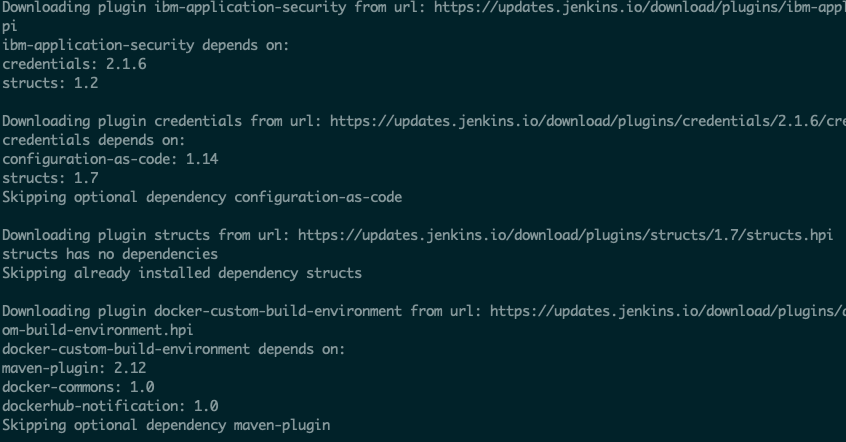 Downloading plugin ibm-application-security from url: https://updates.jenkins.io/download/plugins/ibm-appl
pi
ibm-application-security depends on:
credentials: 2.1.6
structs: 1.2
Downloading plugin credentials from url: https://updates.jenkins.io/download/plugins/credentials/2.1.6/cre
credentials depends on:
configuration-as-code: 1.14
structs: 1.7
Skipping optional dependency configuration-as-code
Downloading plugin structs from url: https://updates.jenkins.io/download/plugins/structs/1.7/structs.hpi
structs has no dependencies
Skipping already installed dependency structs
Downloading plugin docker-custom-build-environment from url: https://updates.jenkins.io/download/plugins/d
om-build-environment.hpi
docker-custom-build-environment depends on:
maven-plugin: 2.12
docker-commons: 1.0
dockerhub-notification: 1.0
Skipping optional dependency maven-plugin